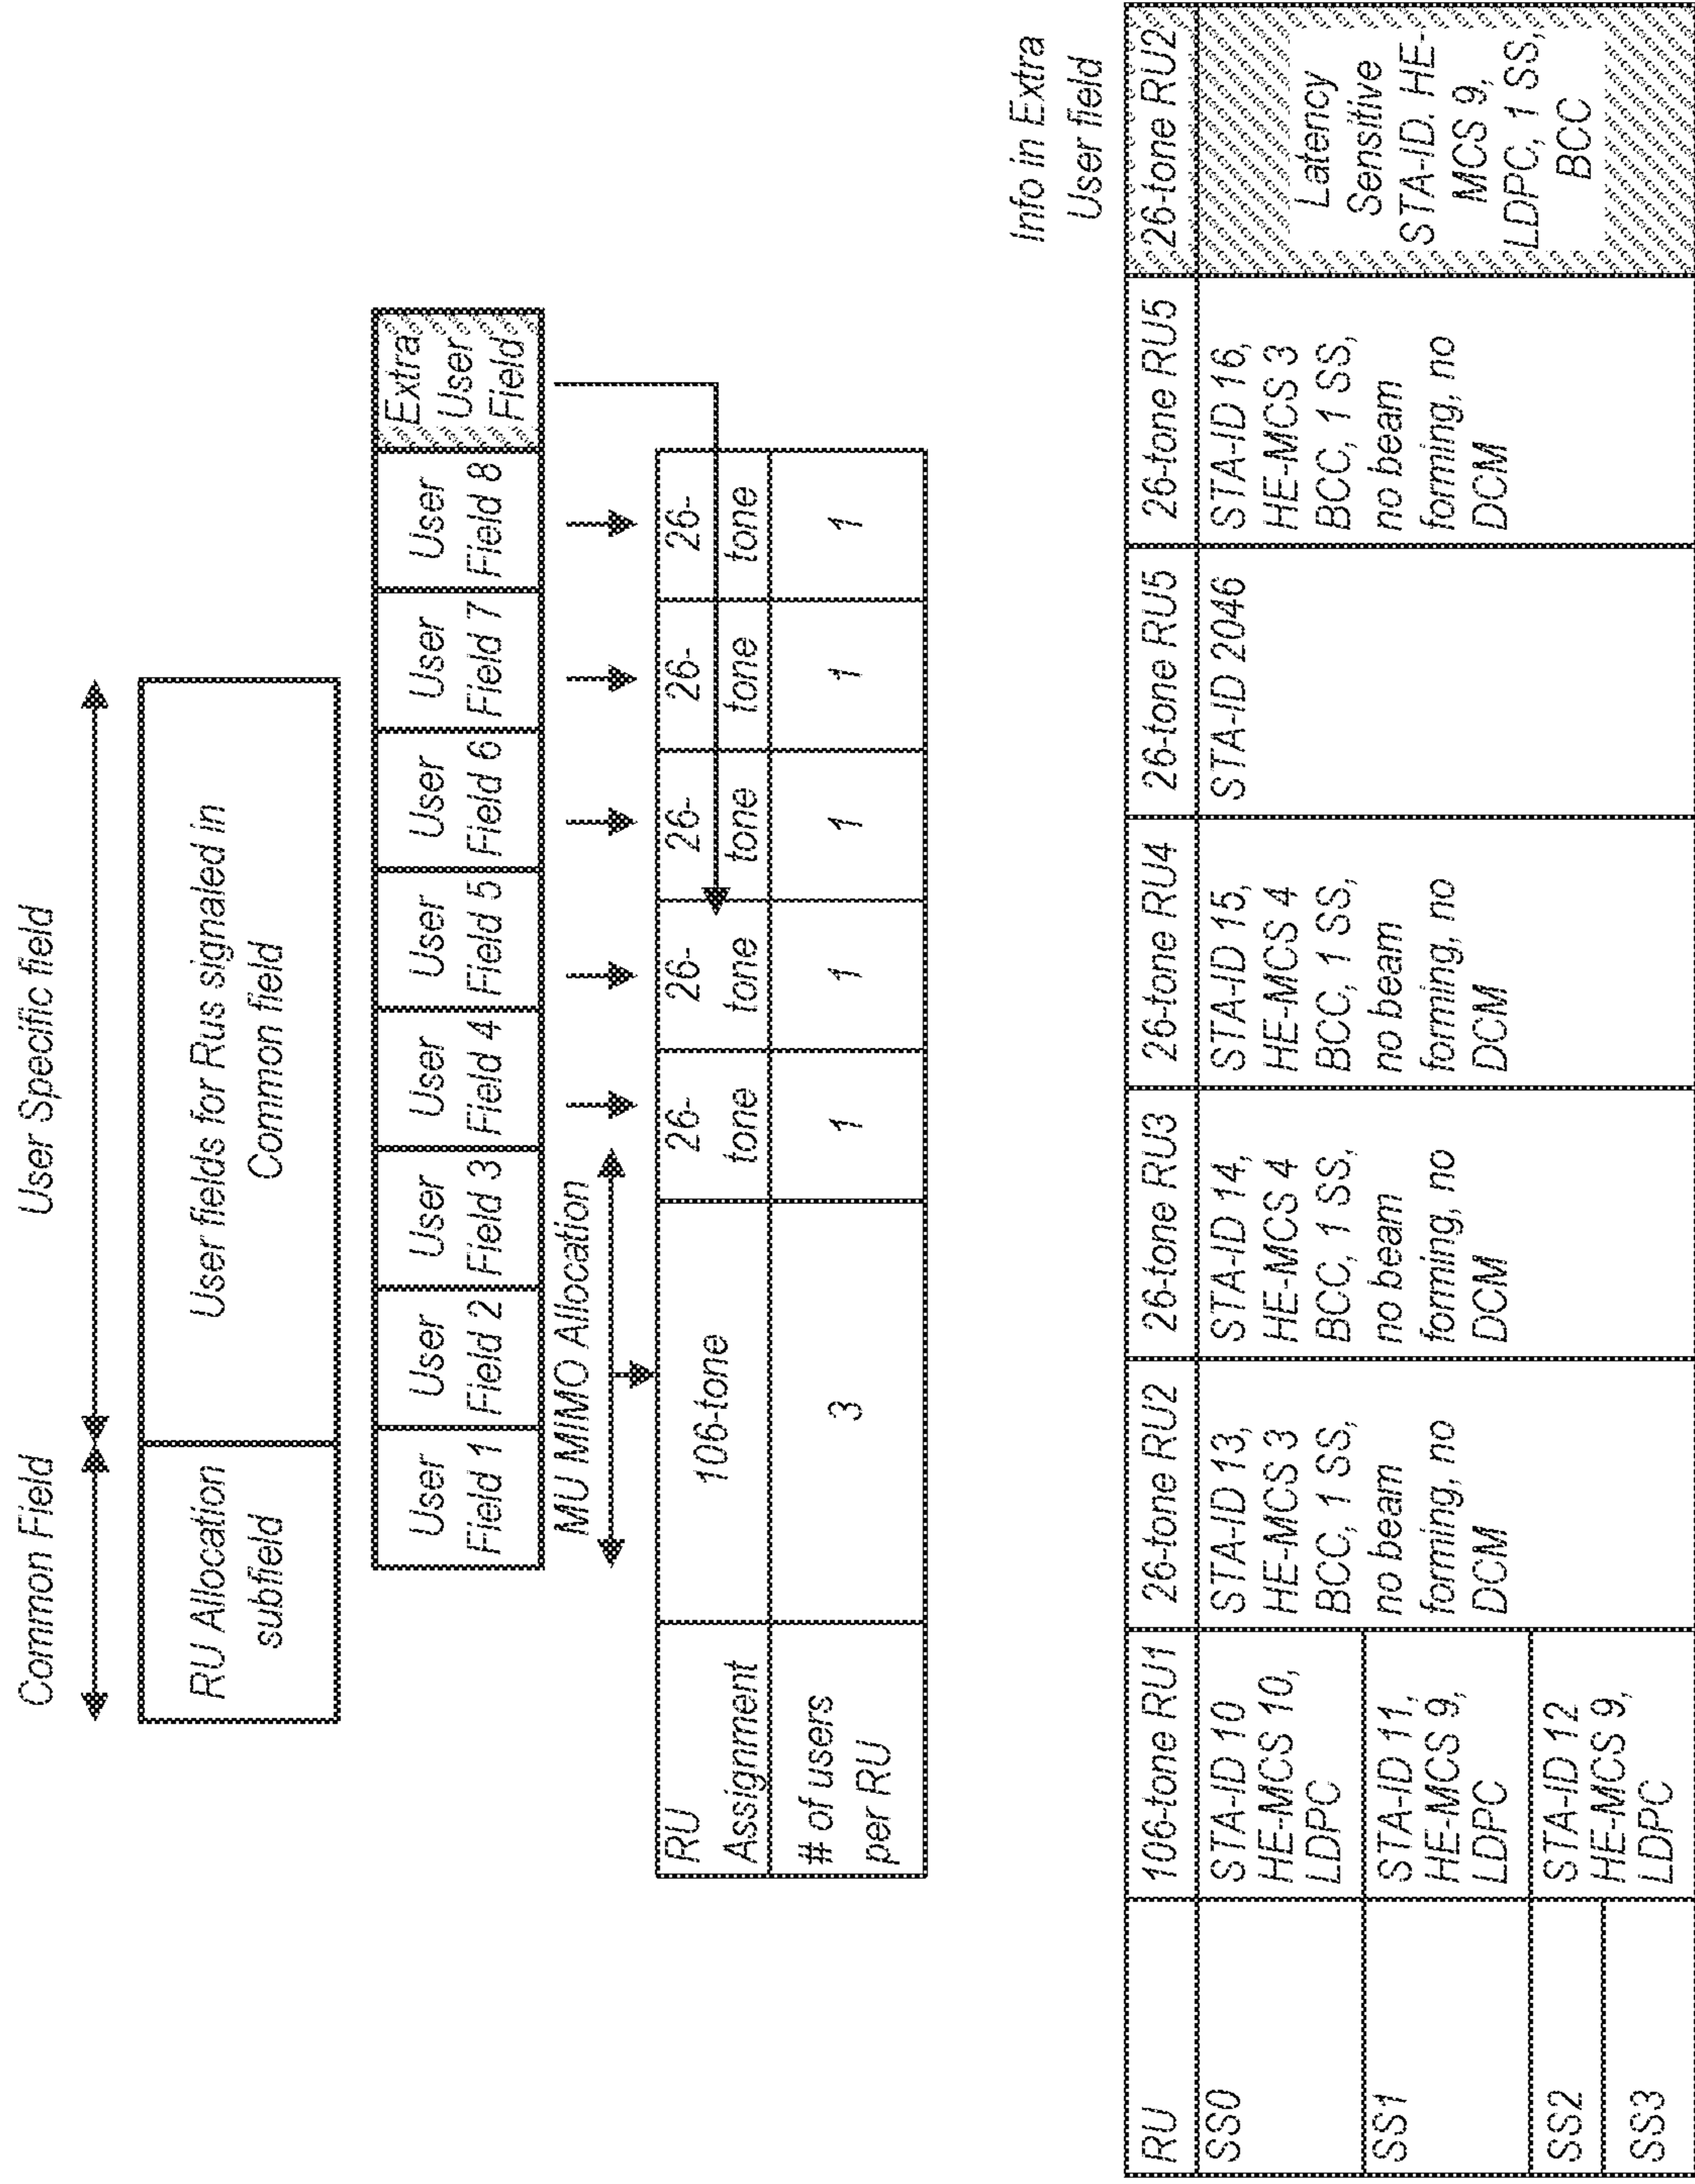 Common Field
User Specific field
RU Allocation
subfield
User fields for Rus signaled in
Common field
User
Field 1
User
Field 2
User
Field 3
User
Field 4
User
Field 5
User
Field 6
User
Field 7
User
Field 8
Extra
User
Field
MU MIMO Allocation
RU
Assignment
106-tone
26-
tone
26-
tone
26-
tone
26-
tone
26-
tone
# of users
per RU
3
1
1
1
1
1
Info in Extra
User field
RU
106-tone RU1
26-tone RU2
26-tone RU3
26-tone RU4
26-tone RU5
26-tone RU5
26-tone RU2
SS0
STA-ID 10
HE-MCS 10,
LDPC
SS1
STA-ID 11,
HE-MCS 9,
LDPC
SS2
SS3
STA-ID 12
HE-MCS 9,
LDPC
STA-ID 13,
HE-MCS 3
BCC, 1 SS,
no beam
forming, no
DCM
STA-ID 14,
HE-MCS 4
BCC, 1 SS,
no beam
forming, no
DCM
STA-ID 15,
HE-MCS 4
BCC, 1 SS,
no beam
forming, no
DCM
STA-ID 2046
STA-ID 16,
HE-MCS 3
BCC, 1 SS,
no beam
forming, no
DCM
Latency
Sensitive
STA-ID. HE-
MCS 9,
LDPC, 1 SS,
BCC